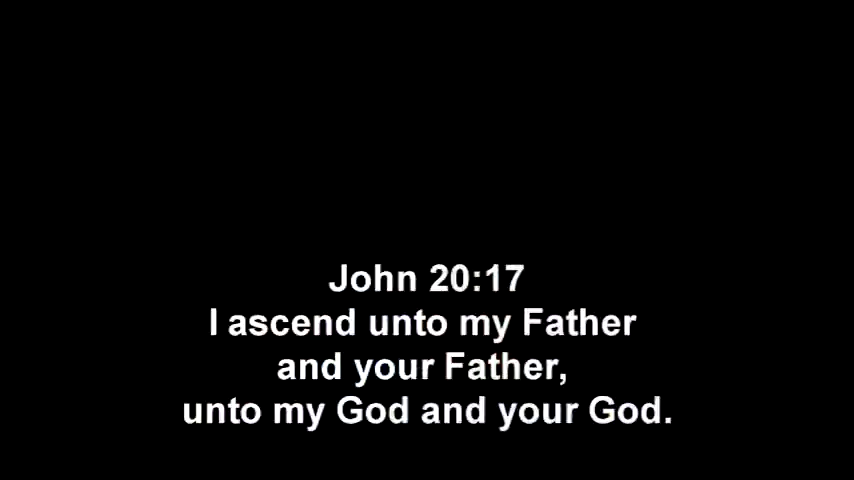 John 20:17
I ascend unto my Father
and your Father,
unto my God and your God.